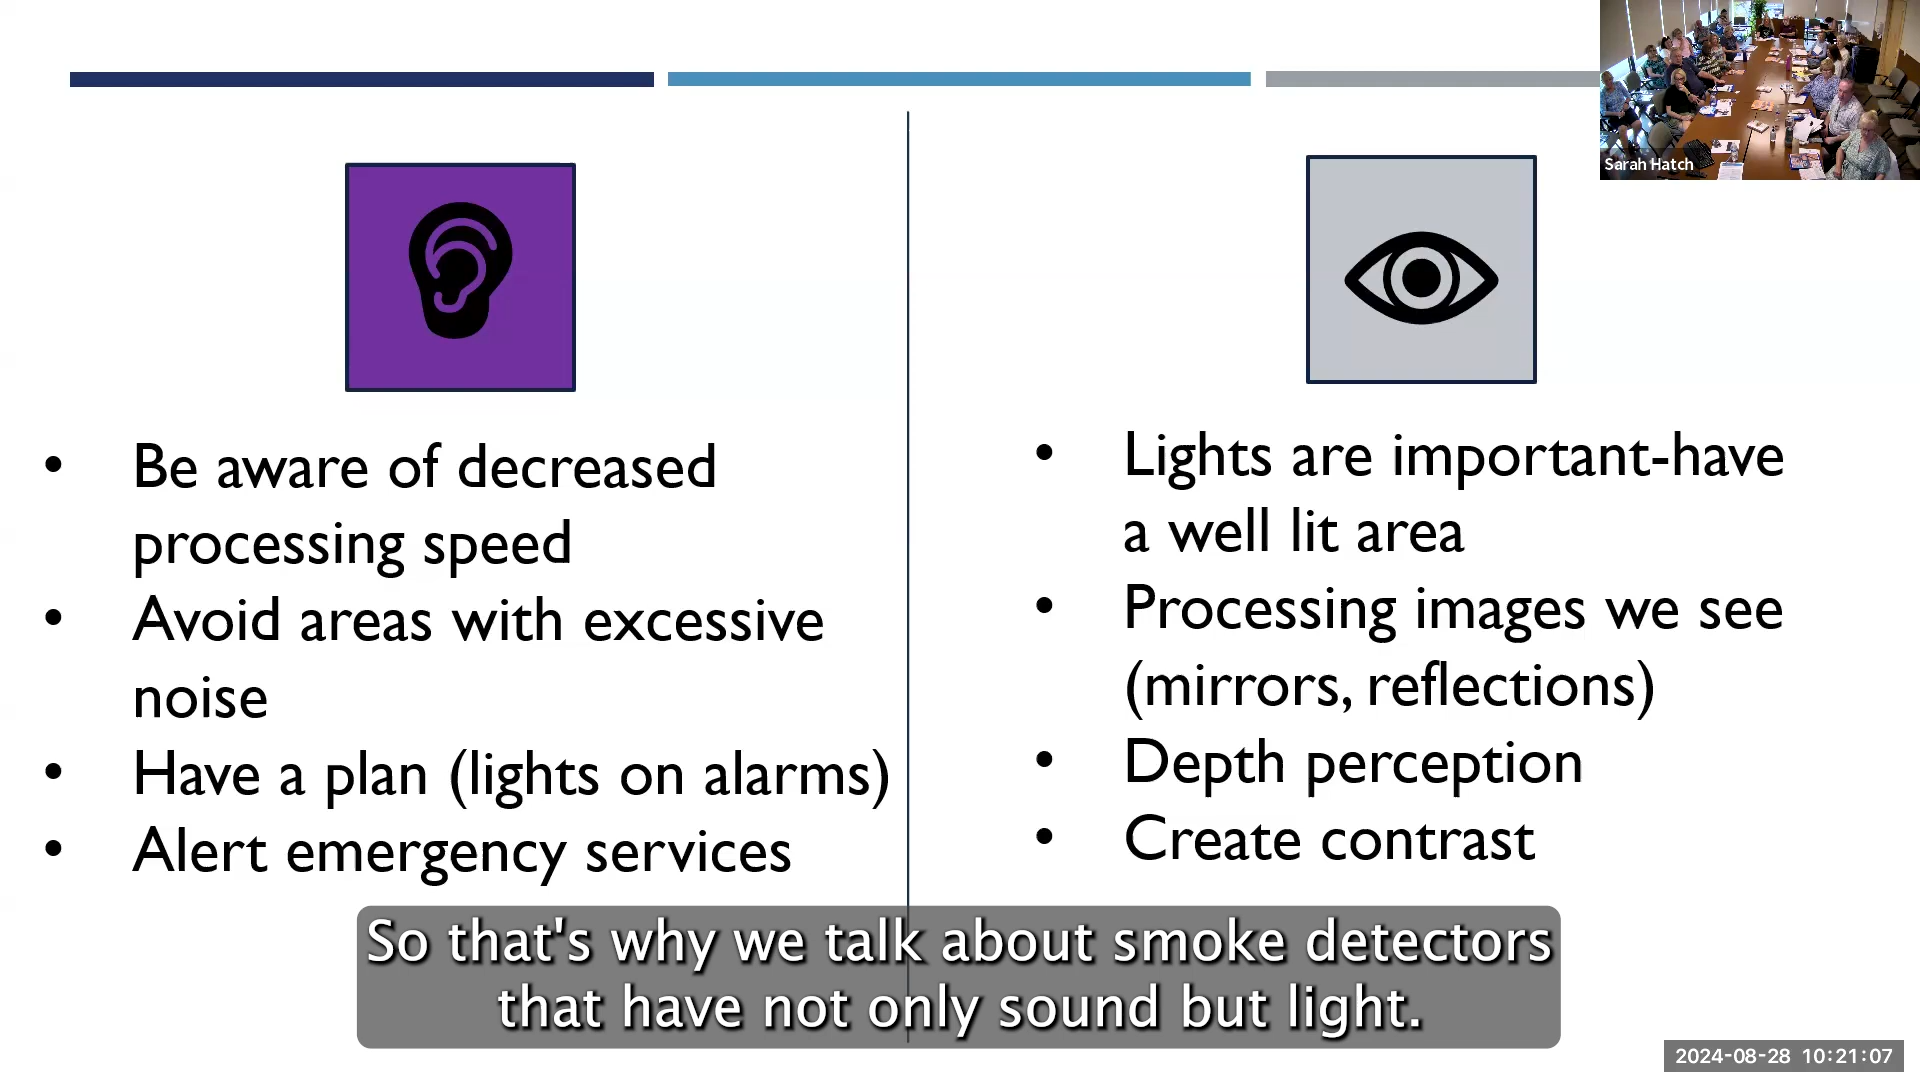 Sarah Hatch
• Be aware of decreased
processing speed
• Avoid areas with excessive
noise
• Have a plan (lights on alarms)
• Alert emergency services
• Lights are important-have
a well lit area
• Processing images we see
(mirrors, reflections)
• Depth perception
• Create contrast
So that's why we talk about smoke detectors
that have not only sound but light.
2024-08-28 10:21:07